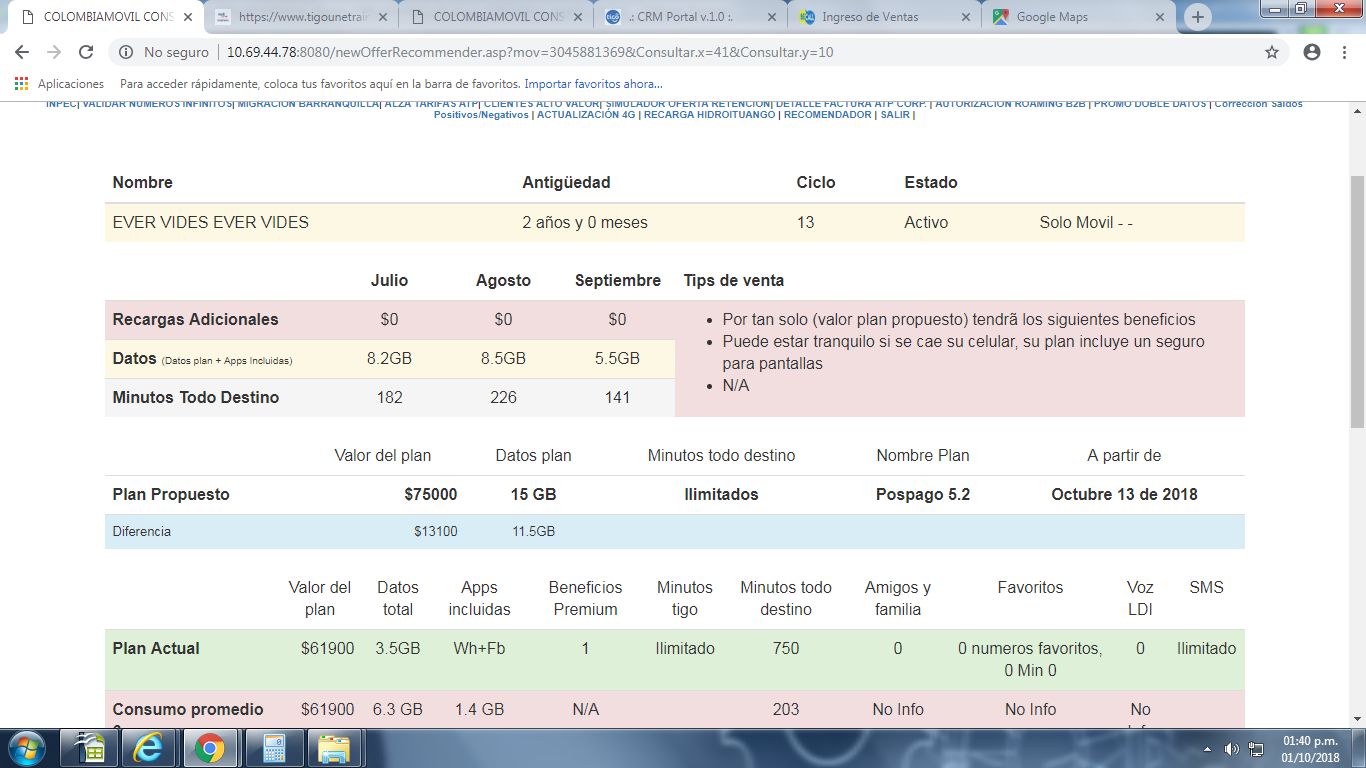 COLOMBIAMOVIL CONS
https://www.tigounetrain
COLOMBIAMOVIL CONS
.: CRM Portal v.1.0 :.
Ingreso de Ventas
Google Maps
No seguro | 10.69.44.78:8080/newOfferRecommender.asp?mov=3045881369&Consultar.x=41&Consultar.y=10
Aplicaciones Para acceder rápidamente, coloca tus favoritos aquí en la barra de favoritos. Importar favoritos ahora...
INPEC| VALIDAR NUMEROS INFINITOS| MIGRACION BARRANQUILLA| ALZA TARIFAS ATP| CLIENTES ALTO VALOR| SIMULADOR OFERTA RETENCION| DETALLE FACTURA ATP CORP. | AUTORIZACION ROAMING B2B | PROMO DOBLE DATOS | Corrección Saldos
Positivos/Negativos | ACTUALIZACIÓN 4G | RECARGA HIDROITUANGO | RECOMENDADOR | SALIR |
Nombre Antigüedad Ciclo Estado
EVER VIDES EVER VIDES 2 años y 0 meses 13 Activo Solo Movil - -
Julio Agosto Septiembre Tips de venta
Recargas Adicionales $0 $0 $0
Datos (Datos plan + Apps Incluidas) 8.2GB 8.5GB 5.5GB
Minutos Todo Destino 182 226 141
• Por tan solo (valor plan propuesto) tendrã los siguientes beneficios
• Puede estar tranquilo si se cae su celular, su plan incluye un seguro
para pantallas
• N/A
Valor del plan Datos plan Minutos todo destino Nombre Plan A partir de
Plan Propuesto $75000 15 GB Ilimitados Pospago 5.2 Octubre 13 de 2018
Diferencia $13100 11.5GB
Valor del Datos Apps Beneficios Minutos Minutos todo Amigos y Favoritos Voz SMS
plan total incluidas Premium tigo destino familia LDI
Plan Actual $61900 3.5GB Wh+Fb 1 Ilimitado 750 0 0 numeros favoritos, 0 Ilimitado
0 Min 0
Consumo promedio $61900 6.3 GB 1.4 GB N/A 203 No Info No Info No
01:40 p.m.
01/10/2018